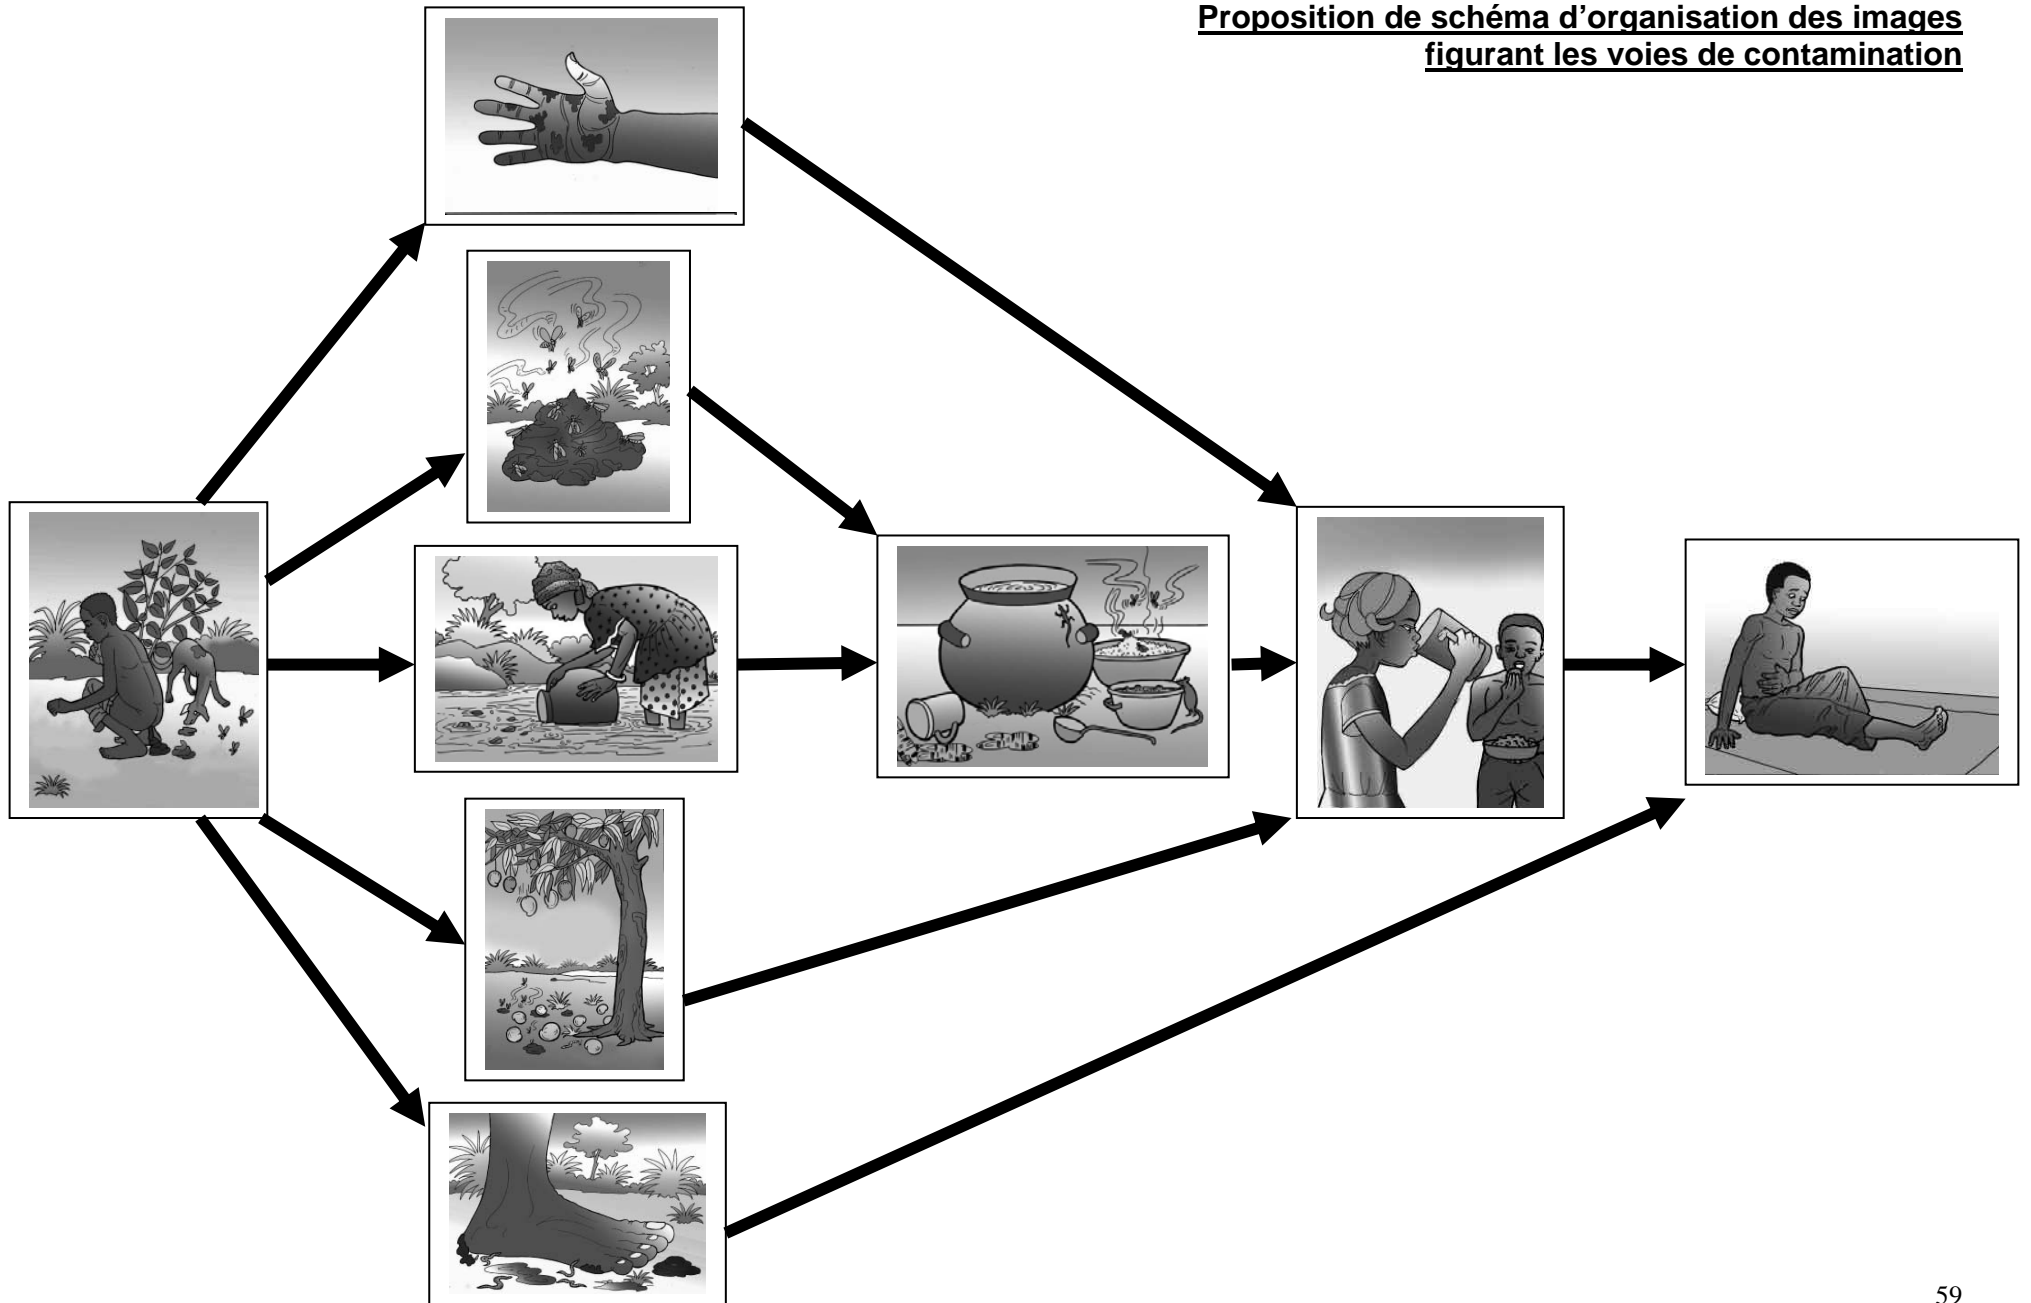 Proposition de schéma d’organisation des images
figurant les voies de contamination
59